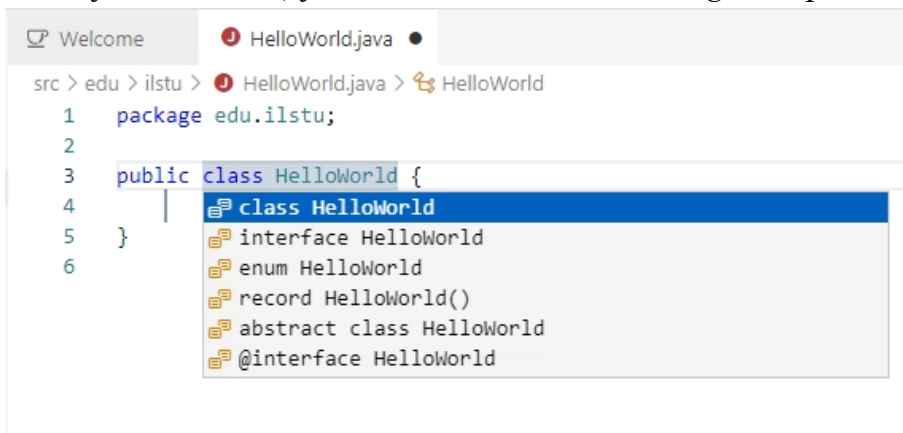 Welcome HelloWorld.java
src > edu > ilstu > HelloWorld.java > HelloWorld
1 package edu.ilstu;
2
3 public class HelloWorld {
4
class HelloWorld
5 }
interface HelloWorld
6
enum HelloWorld
record HelloWorld()
abstract class HelloWorld
@interface HelloWorld